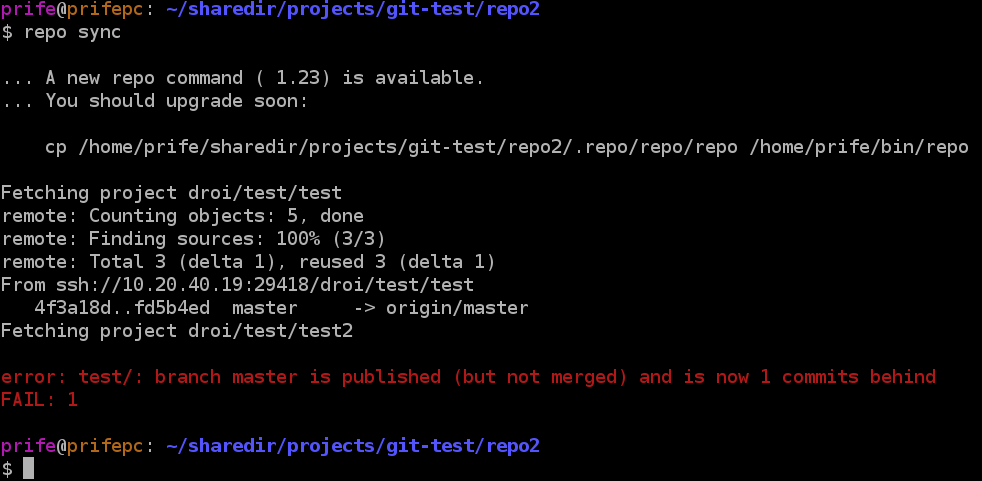 prife@prifepc: ~/sharedir/projects/git-test/repo2
$ repo sync
... A new repo command ( 1.23) is available.
... You should upgrade soon:
cp /home/prife/sharedir/projects/git-test/repo2/.repo/repo/repo /home/prife/bin/repo
Fetching project droi/test/test
remote: Counting objects: 5, done
remote: Finding sources: 100% (3/3)
remote: Total 3 (delta 1), reused 3 (delta 1)
From ssh://10.20.40.19:29418/droi/test/test
4f3a18d..fd5b4ed  master     -> origin/master
Fetching project droi/test/test2
error: test/: branch master is published (but not merged) and is now 1 commits behind
FAIL: 1
prife@prifepc: ~/sharedir/projects/git-test/repo2
$